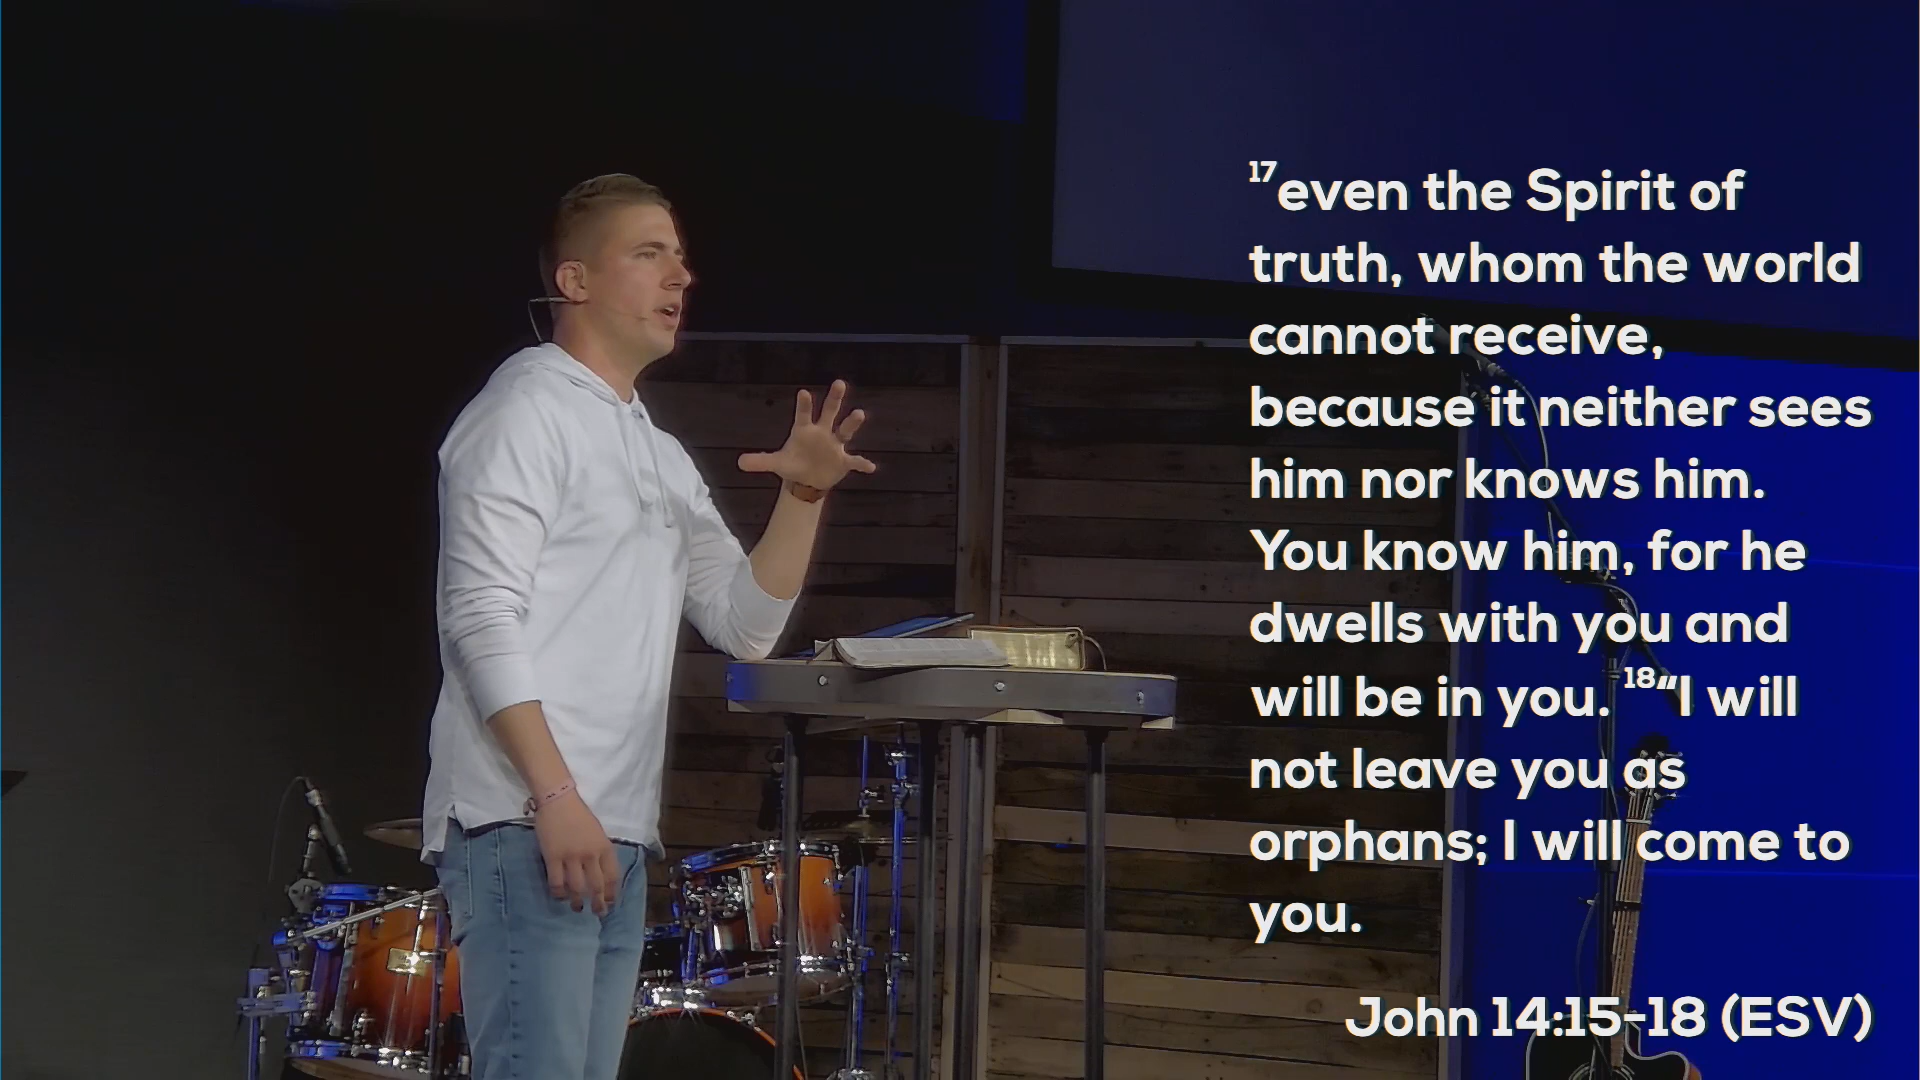 ¹⁷even the Spirit of
truth, whom the world
cannot receive,
because it neither sees
him nor knows him.
You know him, for he
dwells with you and
will be in you. ¹⁸“I will
not leave you as
orphans; I will come to
you.
John 14:15-18 (ESV)